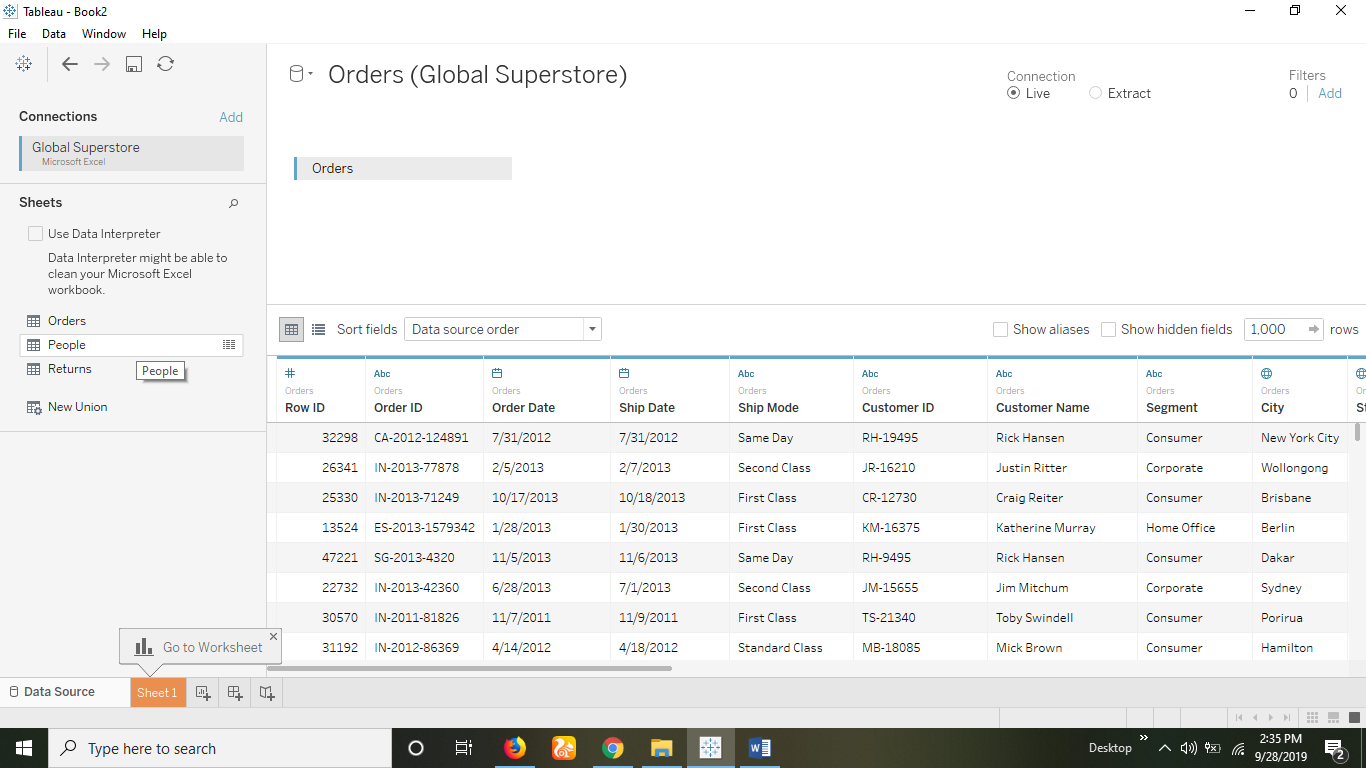 Tableau - Book2
File Data Window Help
Connections Add
Global Superstore
Microsoft Excel
Sheets
Use Data Interpreter
Data Interpreter might be able to
clean your Microsoft Excel
workbook.
Orders
People
Returns
People
New Union
Orders (Global Superstore)
Connection
Live Extract
Filters
0 Add
Orders
Sort fields Data source order
Show aliases Show hidden fields 1,000 rows
# Abc Abc Abc Abc Abc
Orders Orders Orders Orders Orders Orders Orders Orders Orders
Row ID Order ID Order Date Ship Date Ship Mode Customer ID Customer Name Segment City
32298 CA-2012-124891 7/31/2012 7/31/2012 Same Day RH-19495 Rick Hansen Consumer New York City
26341 IN-2013-77878 2/5/2013 2/7/2013 Second Class JR-16210 Justin Ritter Corporate Wollongong
25330 IN-2013-71249 10/17/2013 10/18/2013 First Class CR-12730 Craig Reiter Consumer Brisbane
13524 ES-2013-1579342 1/28/2013 1/30/2013 First Class KM-16375 Katherine Murray Home Office Berlin
47221 SG-2013-4320 11/5/2013 11/6/2013 Same Day RH-9495 Rick Hansen Consumer Dakar
22732 IN-2013-42360 6/28/2013 7/1/2013 Second Class JM-15655 Jim Mitchum Corporate Sydney
30570 IN-2011-81826 11/7/2011 11/9/2011 First Class TS-21340 Toby Swindell Consumer Porirua
31192 IN-2012-86369 4/14/2012 4/18/2012 Standard Class MB-18085 Mick Brown Consumer Hamilton
Go to Worksheet
Data Source Sheet 1
Type here to search
Desktop
2:35 PM
9/28/2019
2